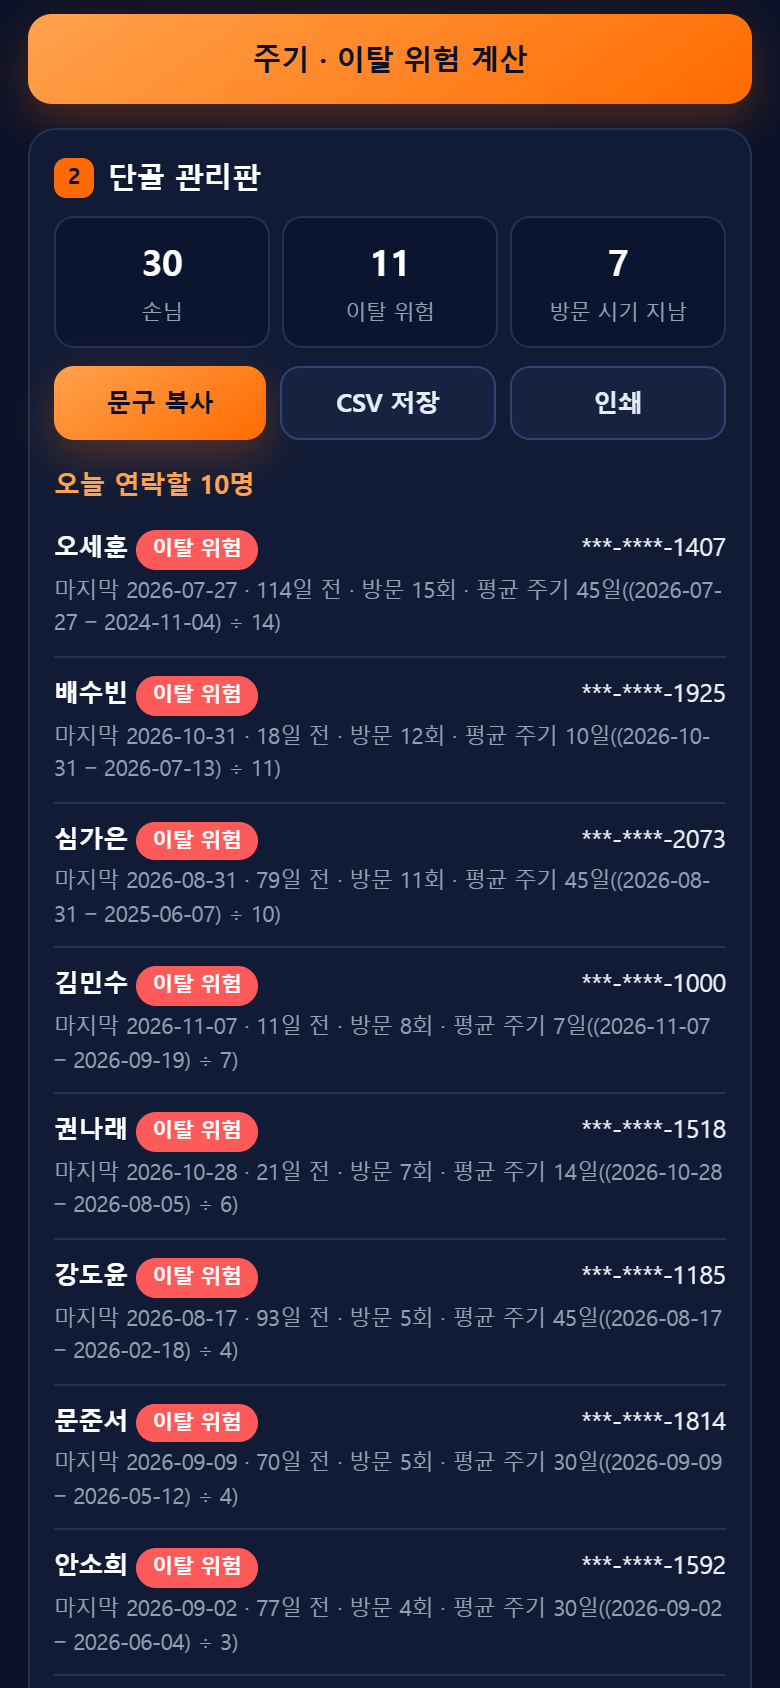 주기 · 이탈 위험 계산
2 단골 관리판
30 11 7
손님 이탈 위험 방문 시기 지남
문구 복사 CSV 저장 인쇄
오늘 연락할 10명
오세훈 이탈 위험 ***-****-1407
마지막 2026-07-27 · 114일 전 · 방문 15회 · 평균 주기 45일((2026-07-
27 − 2024-11-04) ÷ 14)
배수빈 이탈 위험 ***-****-1925
마지막 2026-10-31 · 18일 전 · 방문 12회 · 평균 주기 10일((2026-10-
31 − 2026-07-13) ÷ 11)
심가은 이탈 위험 ***-****-2073
마지막 2026-08-31 · 79일 전 · 방문 11회 · 평균 주기 45일((2026-08-
31 − 2025-06-07) ÷ 10)
김민수 이탈 위험 ***-****-1000
마지막 2026-11-07 · 11일 전 · 방문 8회 · 평균 주기 7일((2026-11-07
− 2026-09-19) ÷ 7)
권나래 이탈 위험 ***-****-1518
마지막 2026-10-28 · 21일 전 · 방문 7회 · 평균 주기 14일((2026-10-28
− 2026-08-05) ÷ 6)
강도윤 이탈 위험 ***-****-1185
마지막 2026-08-17 · 93일 전 · 방문 5회 · 평균 주기 45일((2026-08-17
− 2026-02-18) ÷ 4)
문준서 이탈 위험 ***-****-1814
마지막 2026-09-09 · 70일 전 · 방문 5회 · 평균 주기 30일((2026-09-09
− 2026-05-12) ÷ 4)
안소희 이탈 위험 ***-****-1592
마지막 2026-09-02 · 77일 전 · 방문 4회 · 평균 주기 30일((2026-09-02
− 2026-06-04) ÷ 3)